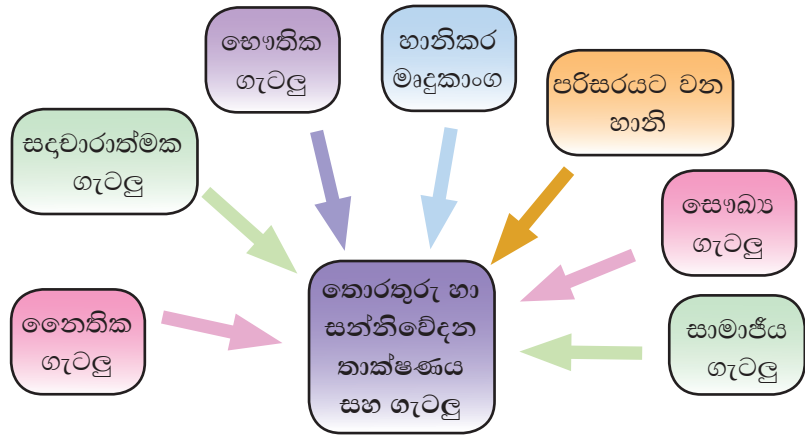 භෞතික
ගැටලු
හානිකර
මෘදුකාංග
පරිසරයට වන
හානි
සදාචාරාත්මක
ගැටලු
සෞඛ්‍ය
ගැටලු
නෛතික
ගැටලු
තොරතුරු හා
සන්නිවේදන
තාක්ෂණය
සහ ගැටලු
සාමාජීය
ගැටලු